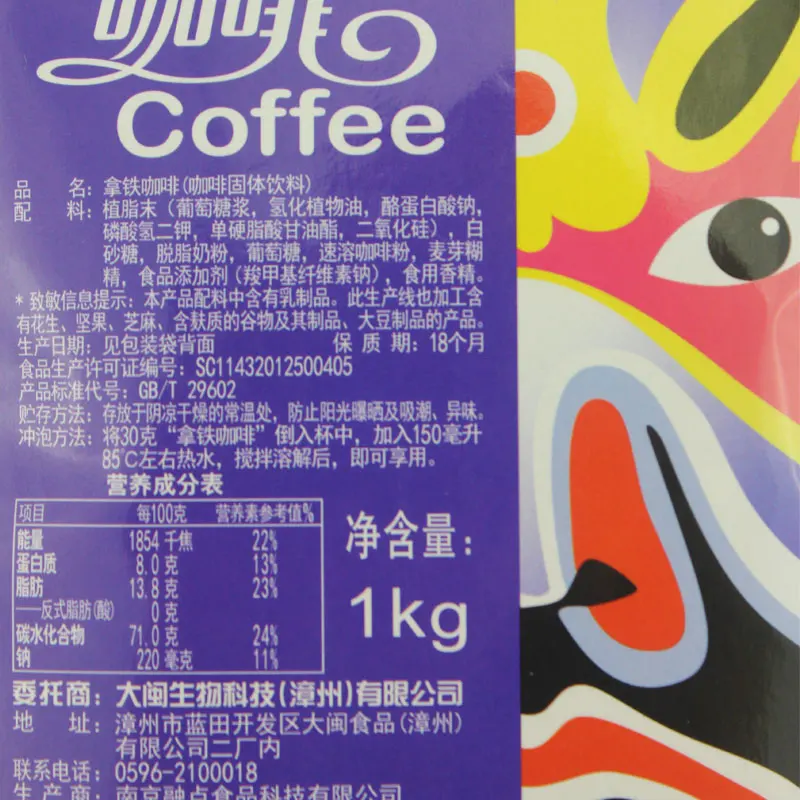 咖啡
Coffee
品 名：拿铁咖啡（咖啡固体饮料）
配 料：植脂末（葡萄糖浆，氢化植物油，酪蛋白酸钠，
磷酸氢二钾，单硬脂酸甘油酯，二氧化硅），白
砂糖，脱脂奶粉，葡萄糖，速溶咖啡粉，麦芽糊
精，食品添加剂（羧甲基纤维素钠），食用香精。
* 致敏信息提示：本产品配料中含有乳制品。此生产线也加工含
有花生、坚果、芝麻、含麸质的谷物及其制品、大豆制品的产品。
生产日期：见包装袋背面 保 质 期：18个月
食品生产许可证编号：SC11432012500405
产品标准代号：GB/T 29602
贮存方法：存放于阴凉干燥的常温处，防止阳光曝晒及吸潮、异味。
冲泡方法：将30克“拿铁咖啡”倒入杯中，加入150毫升
85℃左右热水，搅拌溶解后，即可享用。
营养成分表
项目 每100克 营养素参考值%
能量 1854 千焦 22%
蛋白质 8.0 克 13%
脂肪 13.8 克 23%
——反式脂肪(酸) 0 克
碳水化合物 71.0 克 24%
钠 220 毫克 11%
净含量：
1kg
委托商：大闽生物科技（漳州）有限公司
地 址：漳州市蓝田开发区大闽食品（漳州）
有限公司二厂内
联系电话：0596-2100018
生 产 商：南京融点食品科技有限公司